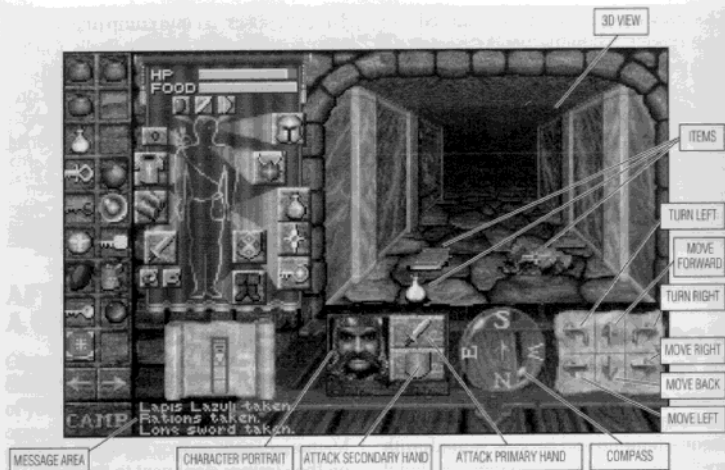 3D VIEW
HP
FOOD
ITEMS
TURN LEFT
MOVE FORWARD
TURN RIGHT
MOVE RIGHT
MOVE BACK
MOVE LEFT
S
E
W
N
CAMP
Lapis Lazuli taken.
Rations taken.
Long sword taken.
MESSAGE AREA
CHARACTER PORTRAIT
ATTACK SECONDARY HAND
ATTACK PRIMARY HAND
COMPASS